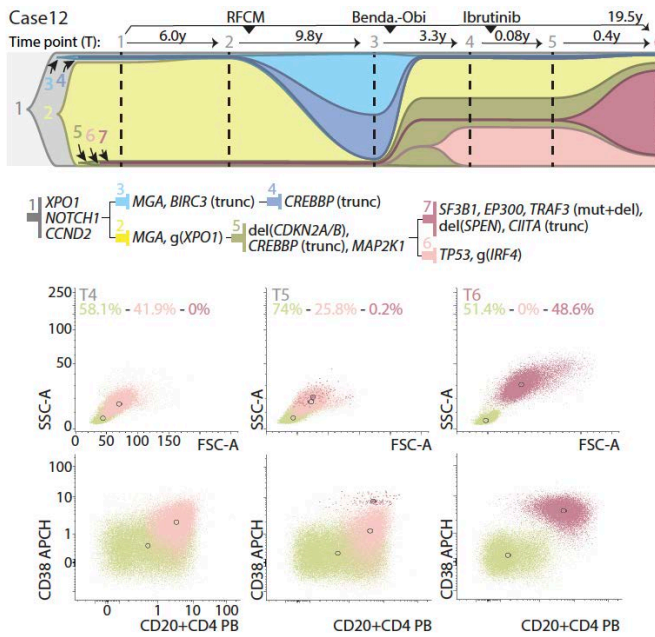 Case12
RFCM Benda.-Obi Ibrutinib 19.5y
Time point (T): 1 6.0y 2 9.8y 3 3.3y 4 0.08y 5 0.4y
3 4
1 2
5 6 7
1 XPO1
NOTCH1
CCND2
3 MGA, BIRC3 (trunc) 4 CREBBP (trunc)
2 MGA, g(XPO1) 5 del(CDKN2A/B),
CREBBP (trunc), MAP2K1
7 SF3B1, EP300, TRAF3 (mut+del),
del(SPEN), CIITA (trunc)
6 TP53, g(IRF4)
T4 T5 T6
58.1% - 41.9% - 0% 74% - 25.8% - 0.2% 51.4% - 0% - 48.6%
250
100
50
0
SSC-A SSC-A SSC-A
0 50 100 150
FSC-A FSC-A FSC-A
100
10
1
0
CD38 APCH CD38 APCH CD38 APCH
0 1 10 100
CD20+CD4 PB CD20+CD4 PB CD20+CD4 PB